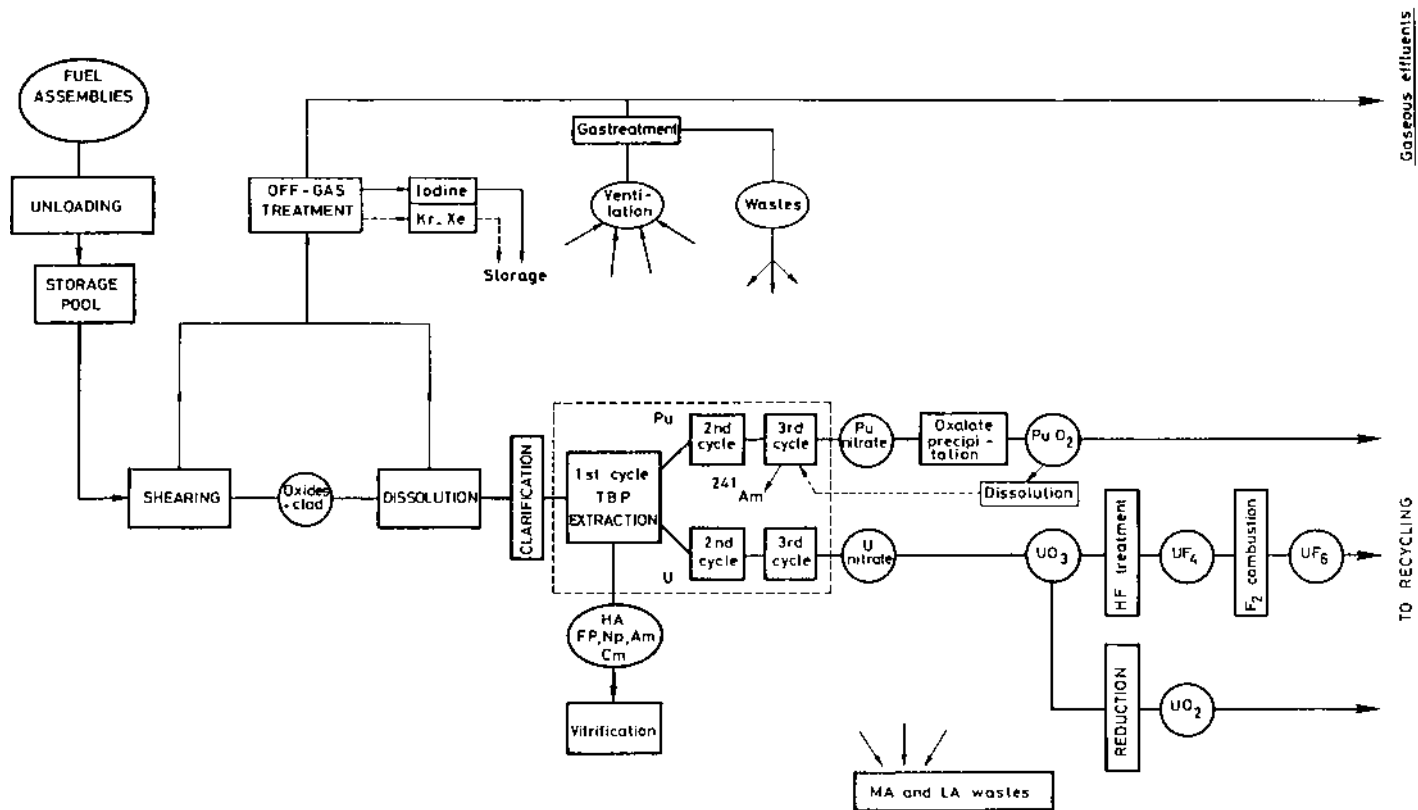 FUEL
ASSEMBLIES
UNLOADING
STORAGE
POOL
OFF-GAS
TREATMENT
Iodine
Kr-Xe
Storage
Gastreatment
Venti-
lation
Wastes
Gaseous effluents
SHEARING
Oxides
-clad
DISSOLUTION
CLARIFICATION
1st cycle
TBP
EXTRACTION
Pu
2nd
cycle
3rd
cycle
241
Am
Pu
nitrate
Oxalate
precipi-
tation
Pu O2
Dissolution
U
2nd
cycle
3rd
cycle
U
nitrate
UO3
HF treatment
UF4
F2 combustion
UF6
TO RECYCLING
HA
FP,Np,Am
Cm
Vitrification
REDUCTION
UO2
MA and LA wastes